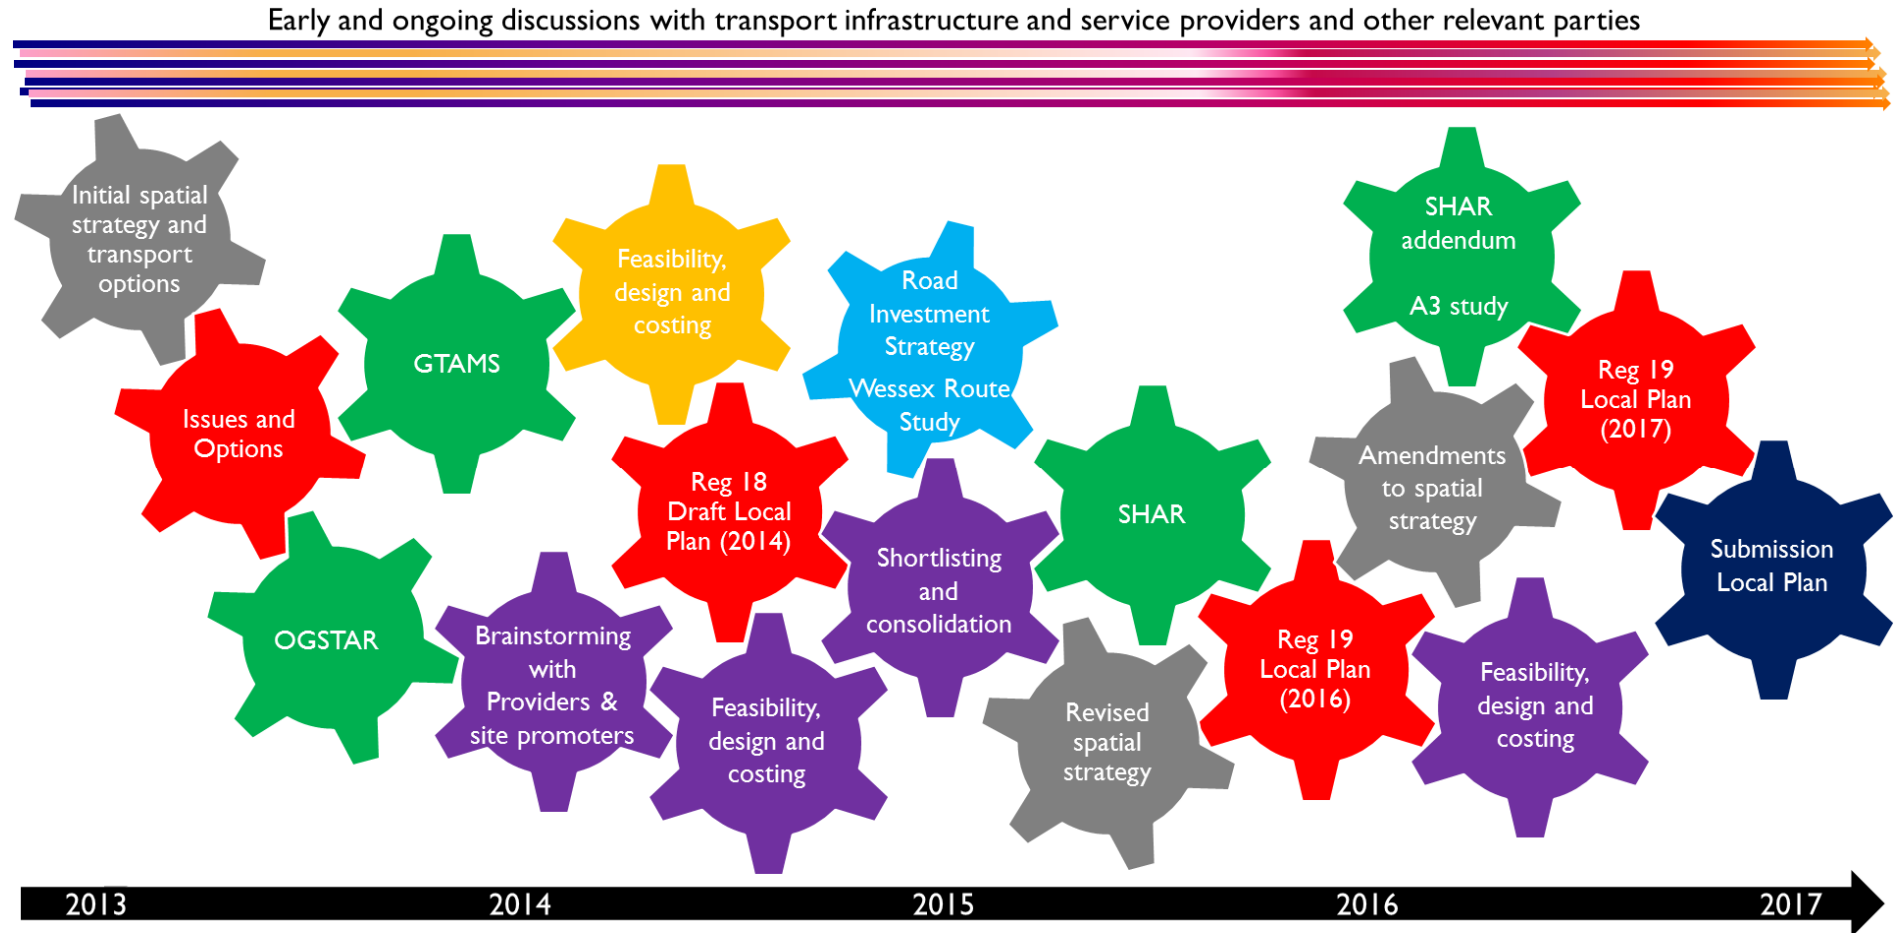 Early and ongoing discussions with transport infrastructure and service providers and other relevant parties
Initial spatial
strategy and
transport
options
Issues and
Options
OGSTAR
GTAMS
Brainstorming
with
Providers &
site promoters
Feasibility,
design and
costing
Reg 18
Draft Local
Plan (2014)
Feasibility,
design and
costing
Road
Investment
Strategy
Wessex Route
Study
Shortlisting
and
consolidation
SHAR
Revised
spatial
strategy
Reg 19
Local Plan
(2016)
SHAR
addendum
A3 study
Amendments
to spatial
strategy
Feasibility,
design and
costing
Reg 19
Local Plan
(2017)
Submission
Local Plan
2013
2014
2015
2016
2017